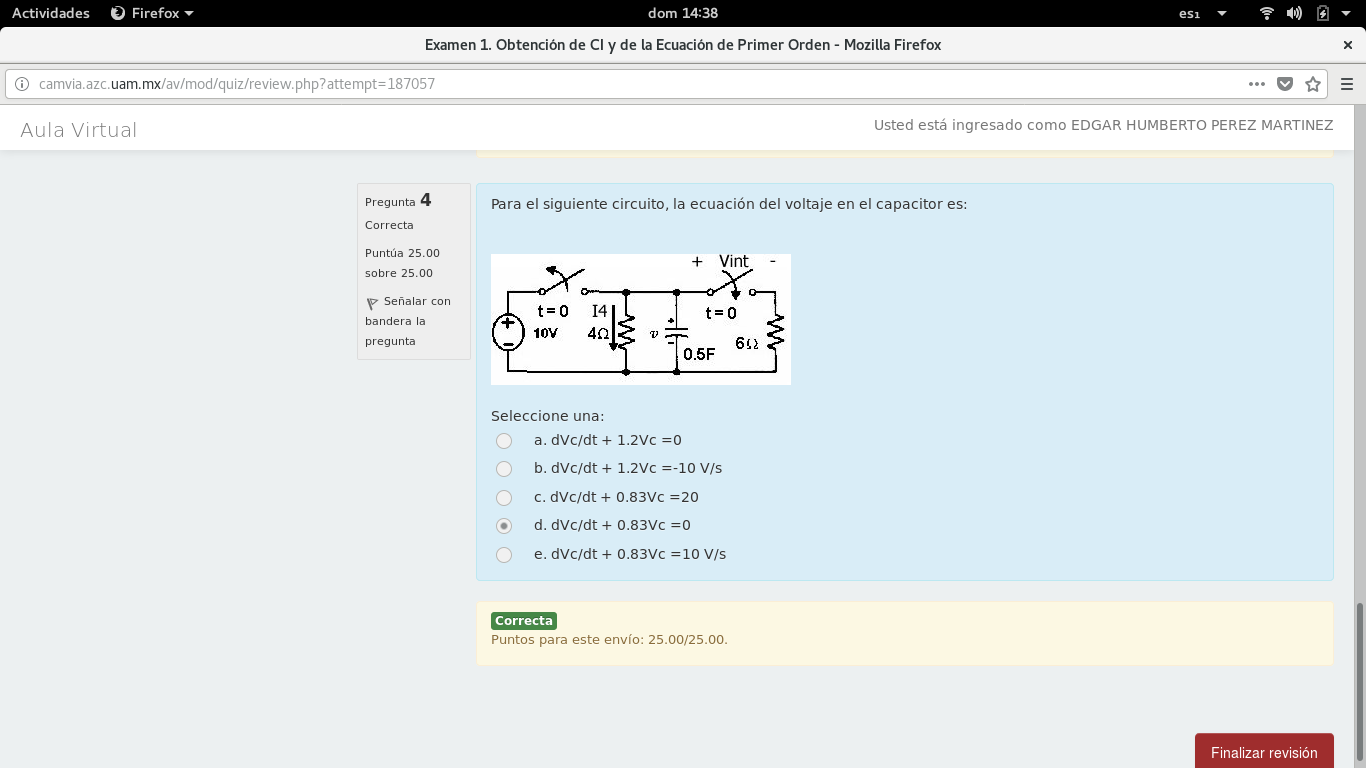 Actividades
Firefox
dom 14:38
es₁
Examen 1. Obtención de CI y de la Ecuación de Primer Orden - Mozilla Firefox
×
camvia.azc.uam.mx/av/mod/quiz/review.php?attempt=187057
Aula Virtual
Usted está ingresado como EDGAR HUMBERTO PEREZ MARTINEZ
Pregunta 4
Correcta
Puntúa 25.00
sobre 25.00
Señalar con
bandera la
pregunta
Para el siguiente circuito, la ecuación del voltaje en el capacitor es:
+ Vint -
t = 0
I4
t = 0
+
10V
4Ω
v
+
-
6Ω
-
0.5F
Seleccione una:
a. dVc/dt + 1.2Vc =0
b. dVc/dt + 1.2Vc =-10 V/s
c. dVc/dt + 0.83Vc =20
d. dVc/dt + 0.83Vc =0
e. dVc/dt + 0.83Vc =10 V/s
Correcta
Puntos para este envío: 25.00/25.00.
Finalizar revisión